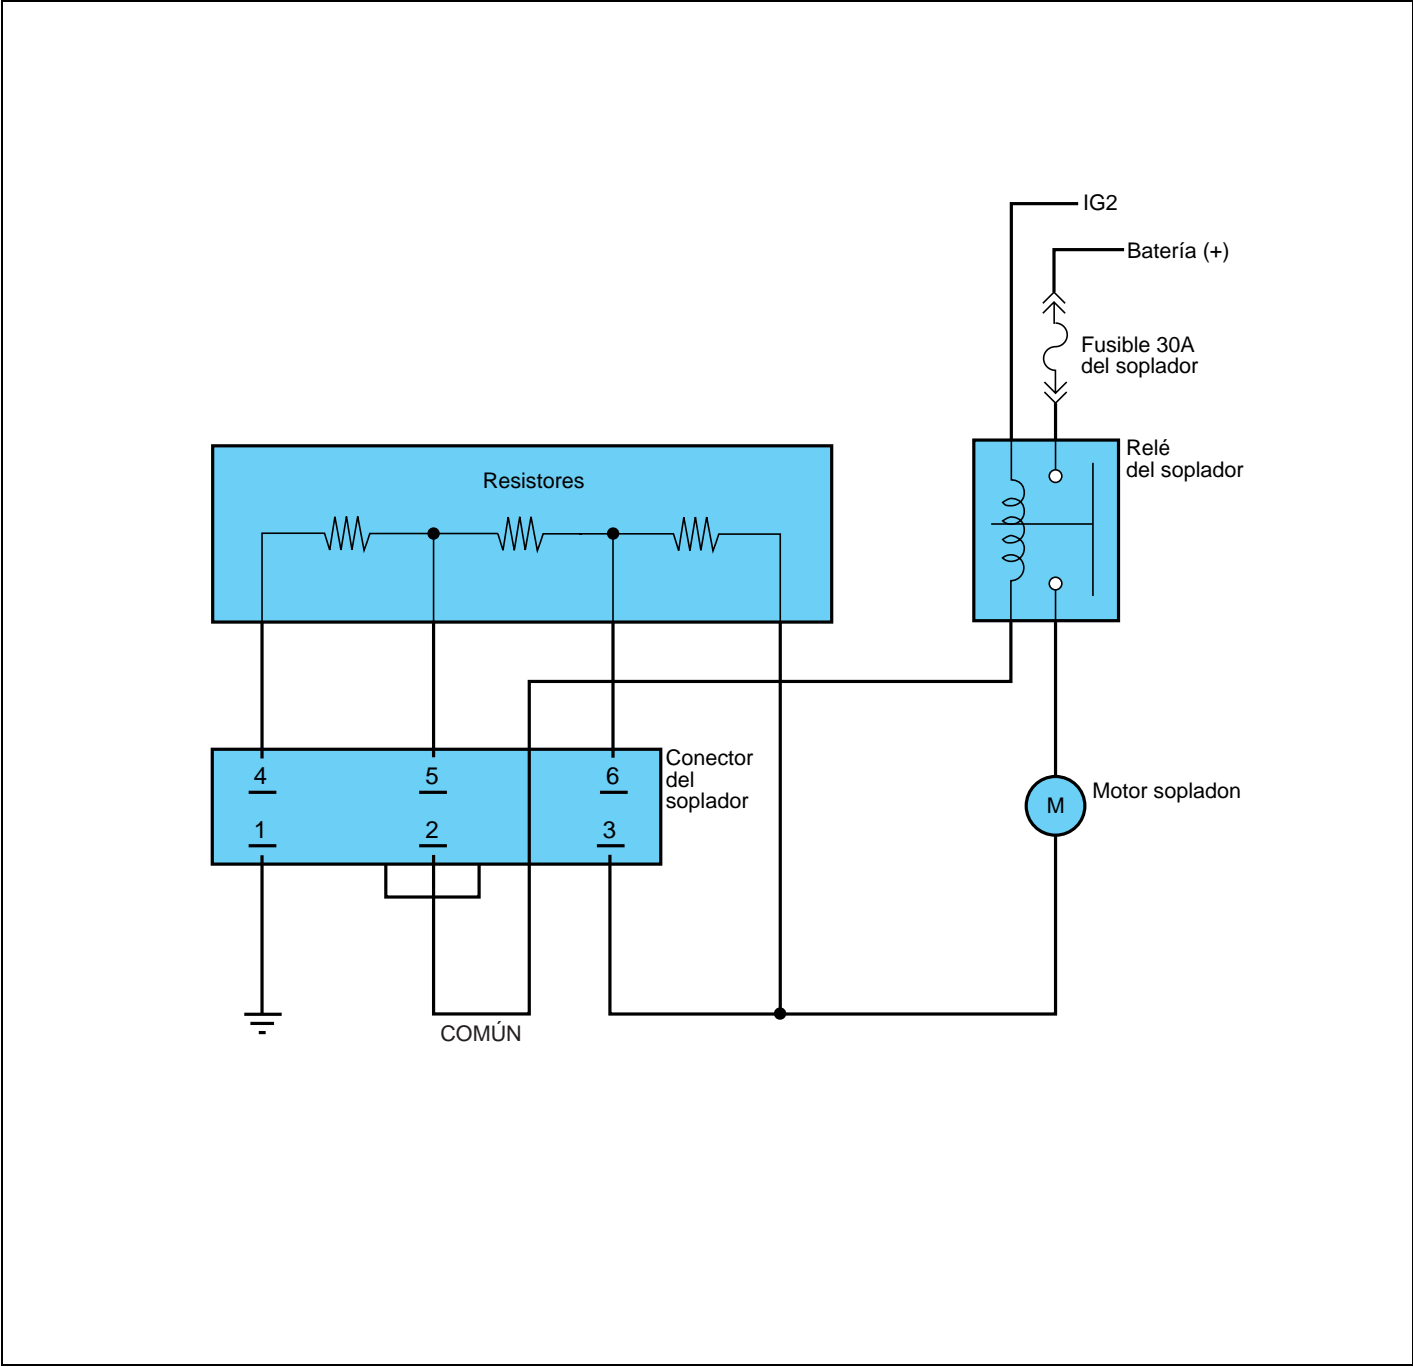 IG2
Batería (+)
Fusible 30A
del soplador
Relé
del soplador
Resistores
Conector
del
soplador
4
5
6
1
2
3
Motor sopladon
M
COMÚN